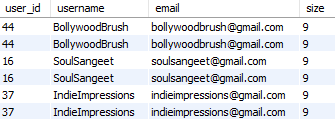 user_id username email size
44 BollywoodBrush bollywoodbrush@gmail.com 9
44 BollywoodBrush bollywoodbrush@gmail.com 9
16 SoulSangeet soulsangeet@gmail.com 9
16 SoulSangeet soulsangeet@gmail.com 9
37 IndieImpressions indieimpressions@gmail.com 9
37 IndieImpressions indieimpressions@gmail.com 9